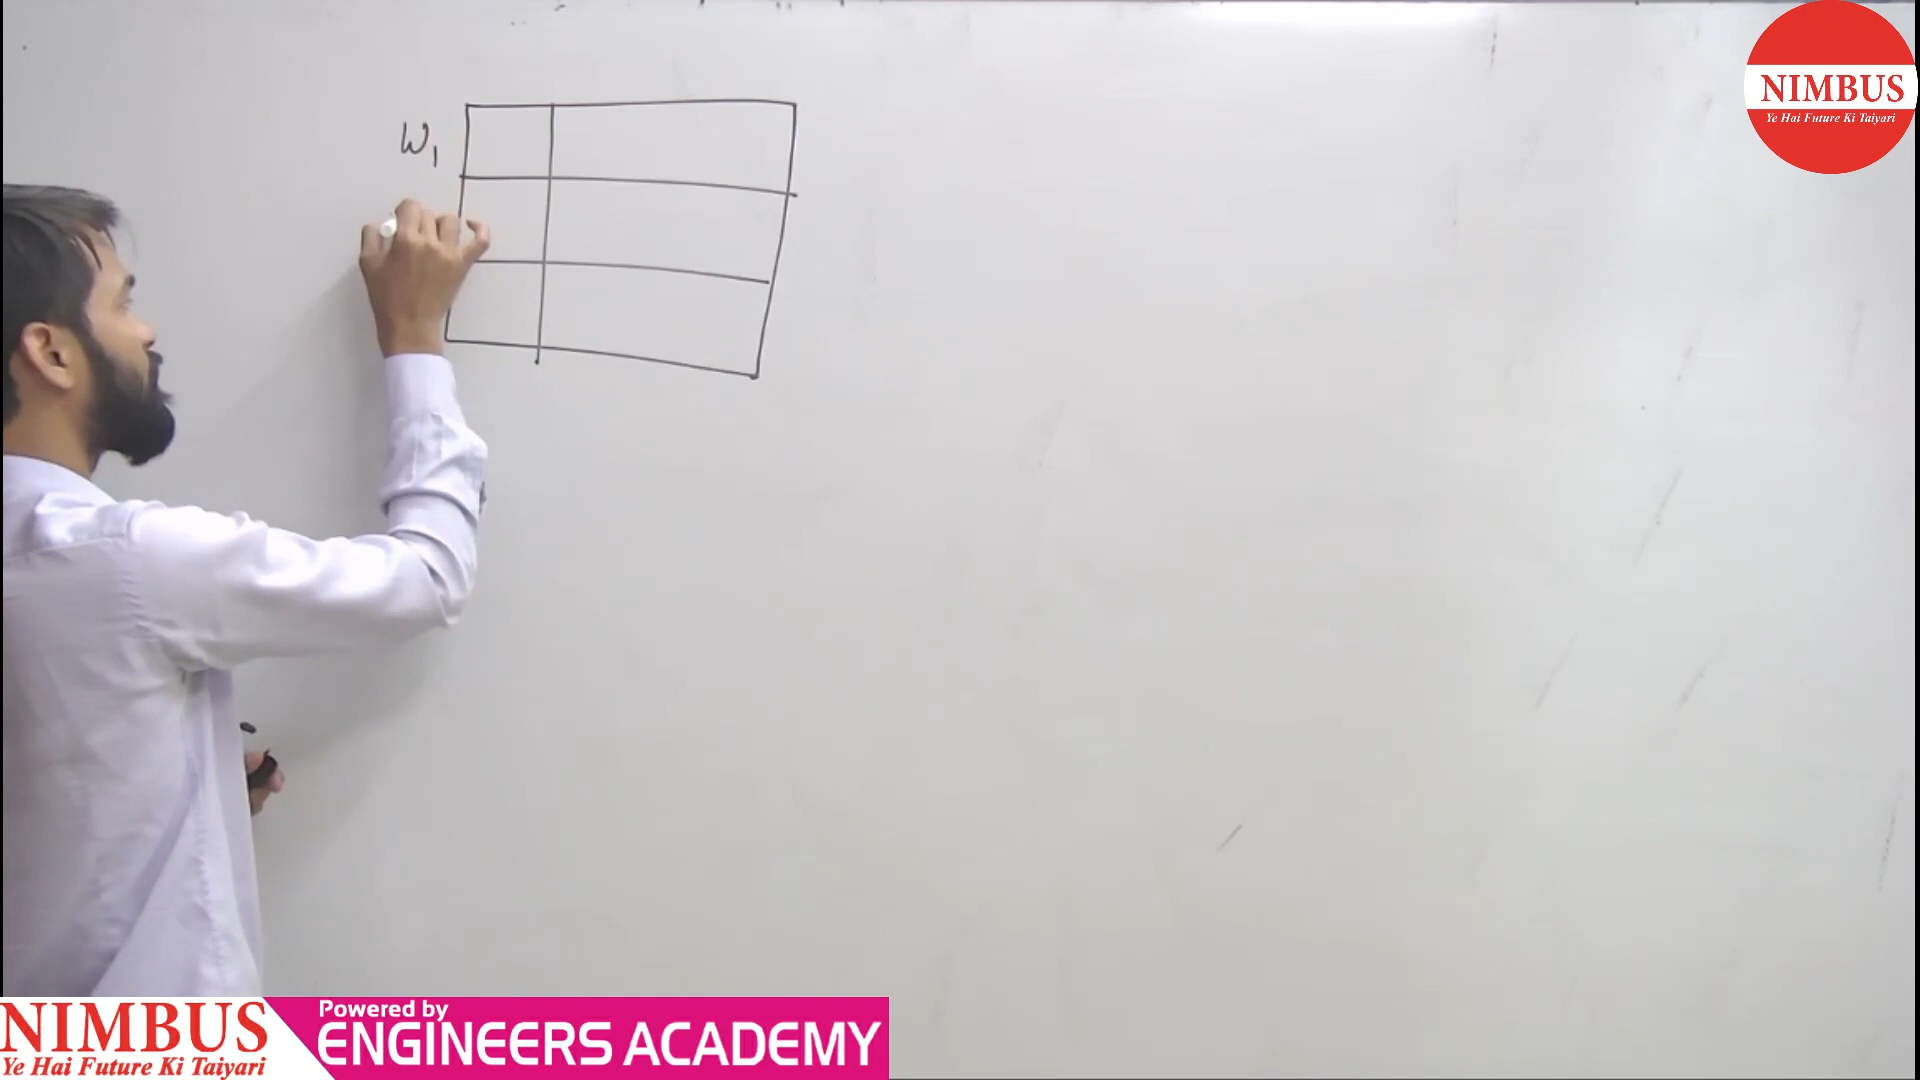 W1
NIMBUS
Ye Hai Future Ki Taiyari
NIMBUS
Ye Hai Future Ki Taiyari
Powered by
ENGINEERS ACADEMY